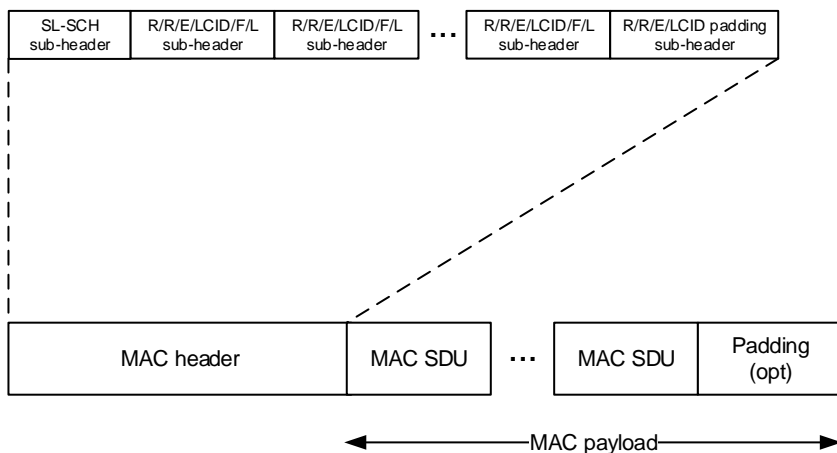 SL-SCH
sub-header
R/R/E/LCID/F/L
sub-header
R/R/E/LCID/F/L
sub-header
...
R/R/E/LCID/F/L
sub-header
R/R/E/LCID padding
sub-header
MAC header
MAC SDU
...
MAC SDU
Padding
(opt)
MAC payload